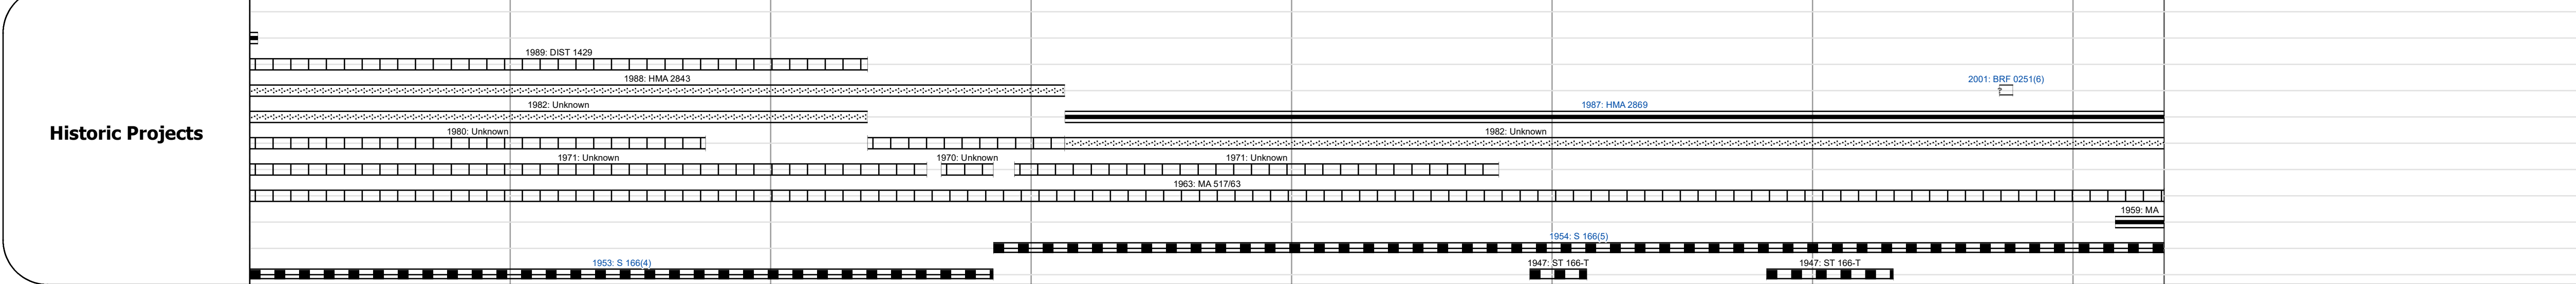 1989: DIST 1429
1988: HMA 2843
2001: BRF 0251(6)
1982: Unknown
1987: HMA 2869
Historic Projects
1980: Unknown
1982: Unknown
1971: Unknown
1970: Unknown
1971: Unknown
1963: MA 517/63
1959: MA
1954: S 166(5)
1953: S 166(4)
1947: ST 166-T
1947: ST 166-T